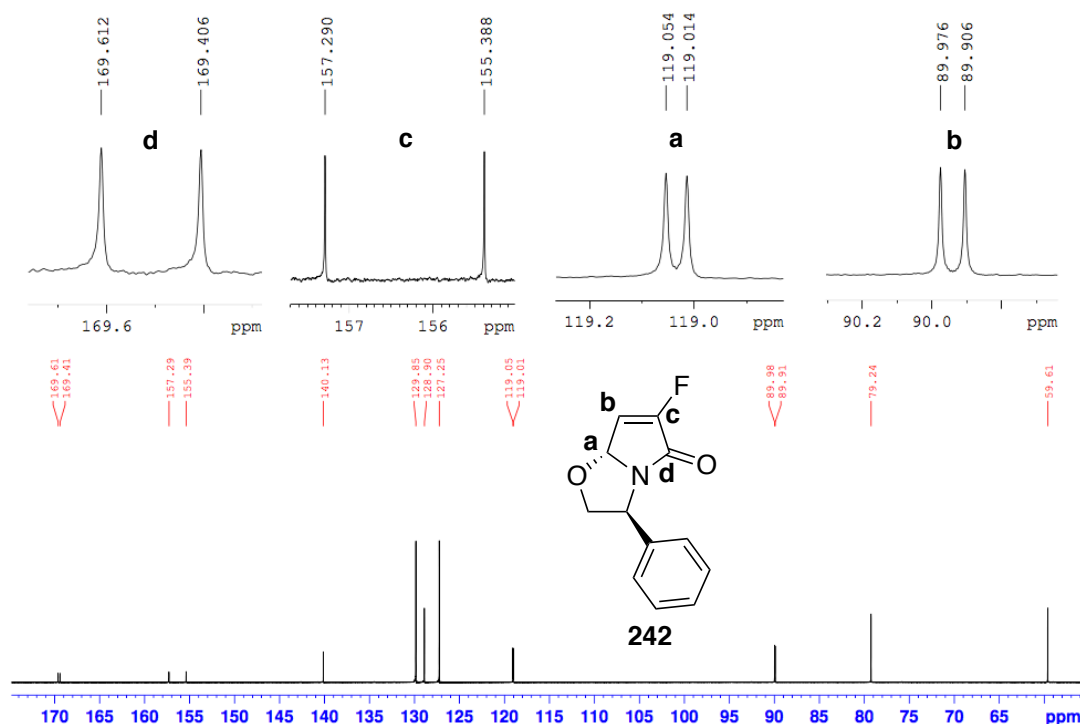 169.612 169.406 157.290 155.388 119.054 119.014 89.976 89.906
d c a b
169.6 ppm 157 156 ppm 119.2 119.0 ppm 90.2 90.0 ppm
169.61 169.41 157.29 155.39 140.13 129.85 128.90 127.25 119.05 119.01 89.98 89.91 79.24 59.61
F
b c
a
O N d O
242
170 165 160 155 150 145 140 135 130 125 120 115 110 105 100 95 90 85 80 75 70 65 ppm